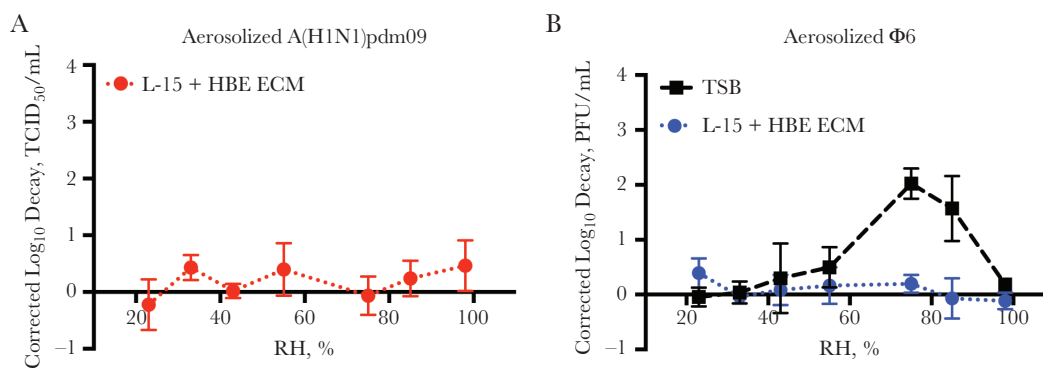 A
Aerosolized A(H1N1)pdm09
L-15 + HBE ECM
Corrected Log₁₀ Decay, TCID₅₀/mL
4
3
2
1
0
−1
20
40
60
80
100
RH, %
B
Aerosolized Φ6
TSB
L-15 + HBE ECM
Corrected Log₁₀ Decay, PFU/mL
4
3
2
1
0
−1
20
40
60
80
100
RH, %